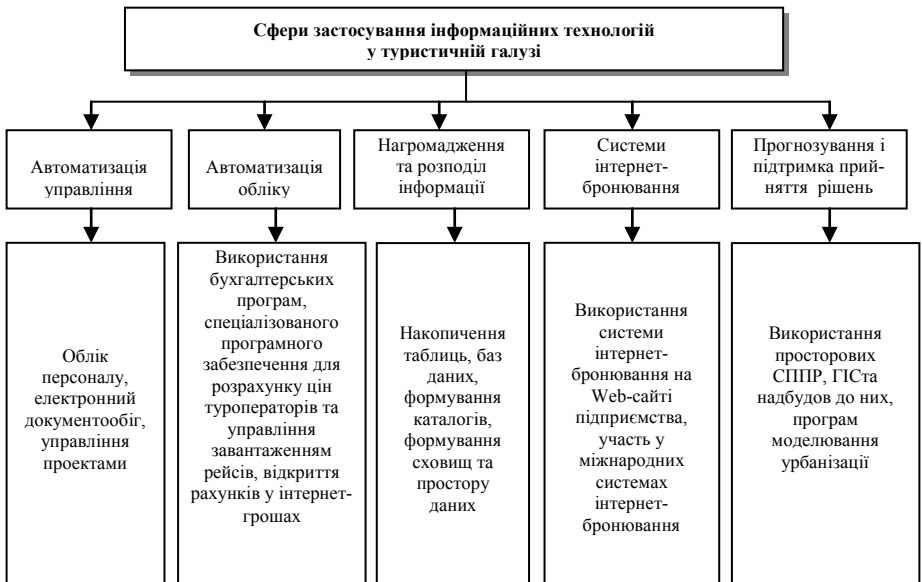 Сфери застосування інформаційних технологій
у туристичній галузі
Автоматизація
управління
Автоматизація
обліку
Нагромадження
та розподіл
інформації
Системи
інтернет-
бронювання
Прогнозування і
підтримка прий-
няття рішень
Облік
персоналу,
електронний
документообіг,
управління
проектами
Використання
бухгалтерських
програм,
спеціалізованого
програмного
забезпечення для
розрахунку цін
туроператорів та
управління
завантаженням
рейсів, відкриття
рахунків у інтернет-
грошах
Накопичення
таблиць, баз
даних,
формування
каталогів,
формування
сховищ та
простору
даних
Використання
системи
інтернет-
бронювання на
Web-сайті
підприємства,
участь у
міжнародних
системах
інтернет-
бронювання
Використання
просторових
СППР, ГІСта
надбудов до них,
програм
моделювання
урбанізації